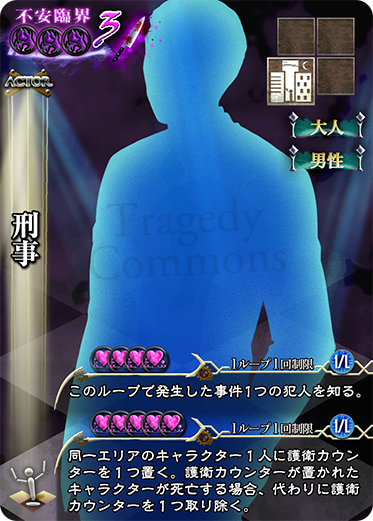 不安臨界
3
ACTOR
大人
男性
刑事
Tragedy
Commons
1ループ1回制限
1/L
このループで発生した事件1つの犯人を知る。
1ループ1回制限
1/L
同一エリアのキャラクター1人に護衛カウン
ターを1つ置く。護衛カウンターが置かれた
キャラクターが死亡する場合、代わりに護衛
カウンターを1つ取り除く。